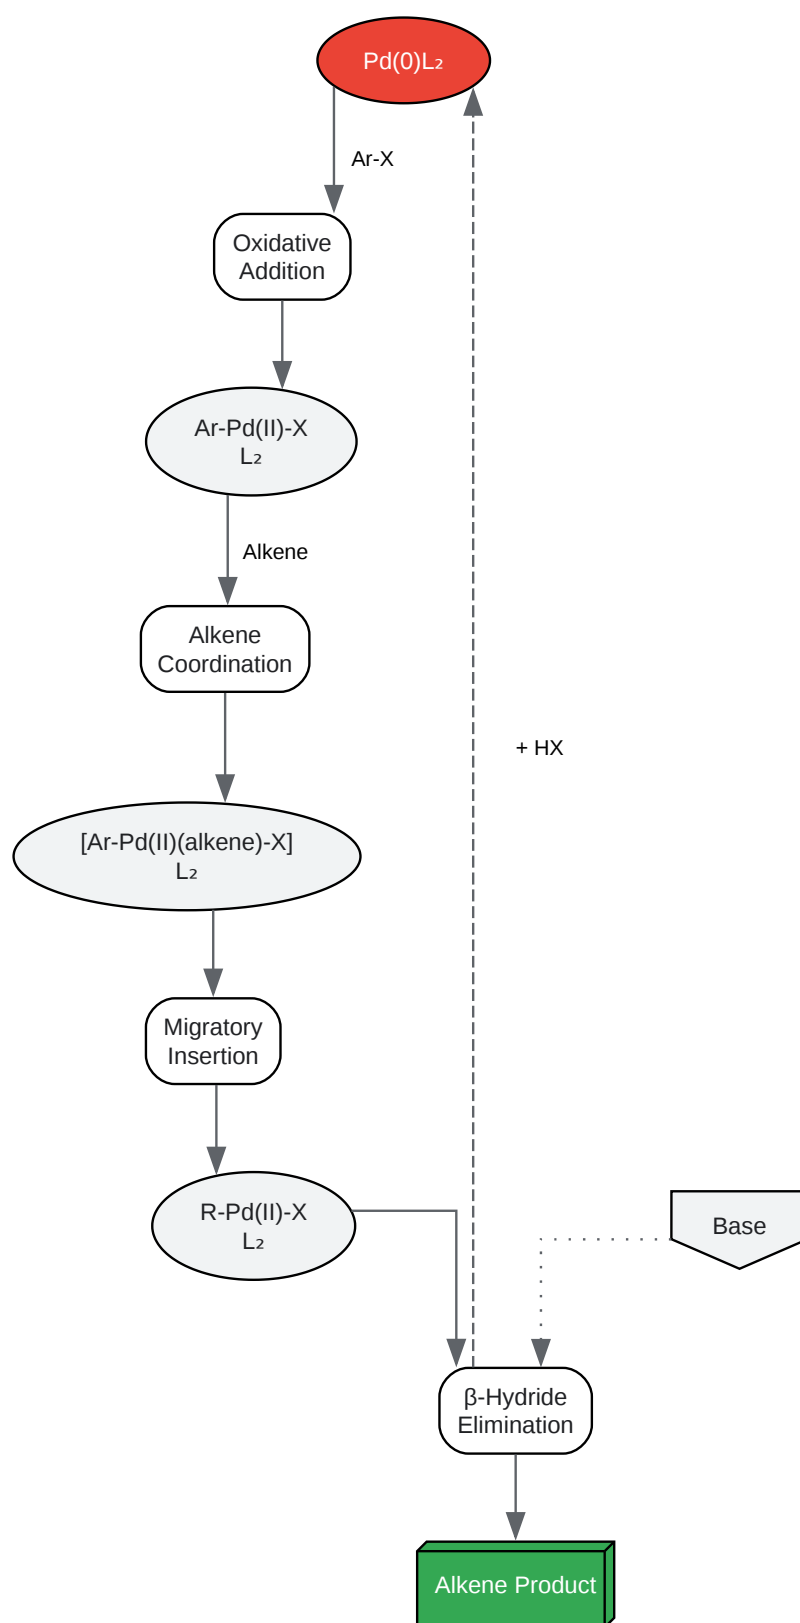 Pd(0)L₂
Ar-X
Oxidative
Addition
Ar-Pd(II)-X
L₂
Alkene
Alkene
Coordination
+ HX
[Ar-Pd(II)(alkene)-X]
L₂
Migratory
Insertion
R-Pd(II)-X
L₂
Base
β-Hydride
Elimination
Alkene Product